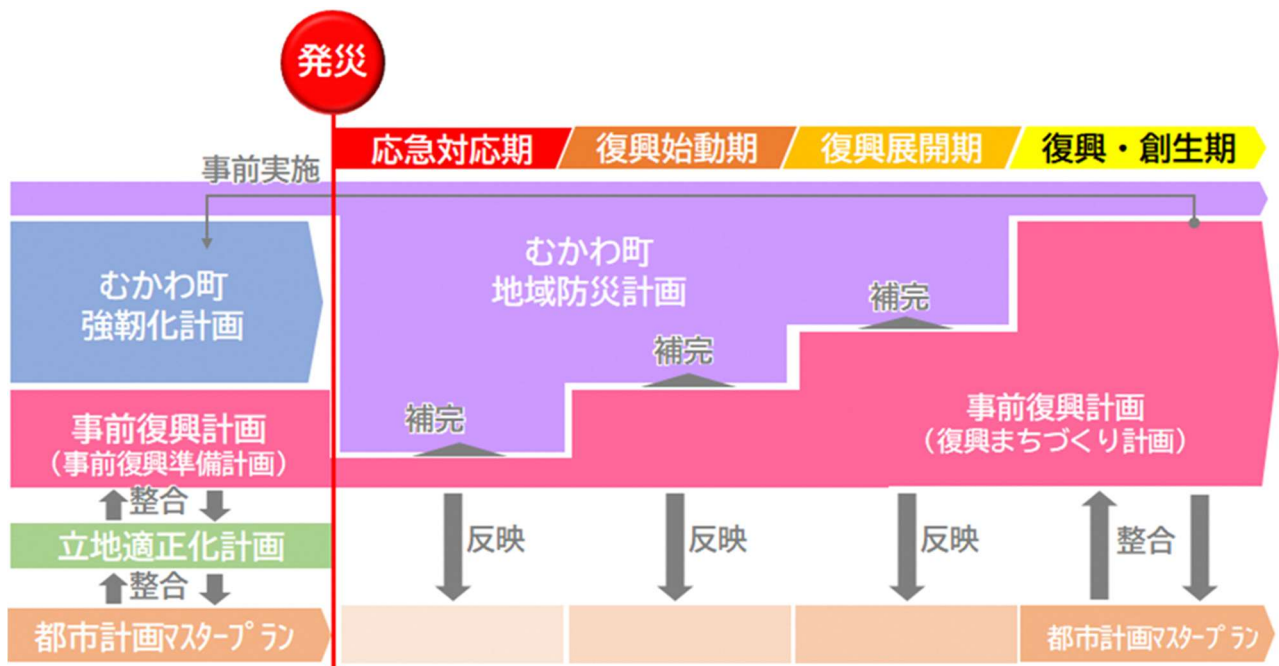 発災
応急対応期
復興始動期
復興展開期
復興・創生期
事前実施
むかわ町
強靭化計画
むかわ町
地域防災計画
補完
補完
補完
事前復興計画
(事前復興準備計画)
事前復興計画
(復興まちづくり計画)
整合
立地適正化計画
整合
反映
反映
反映
整合
都市計画マスタープラン
都市計画マスタープラン